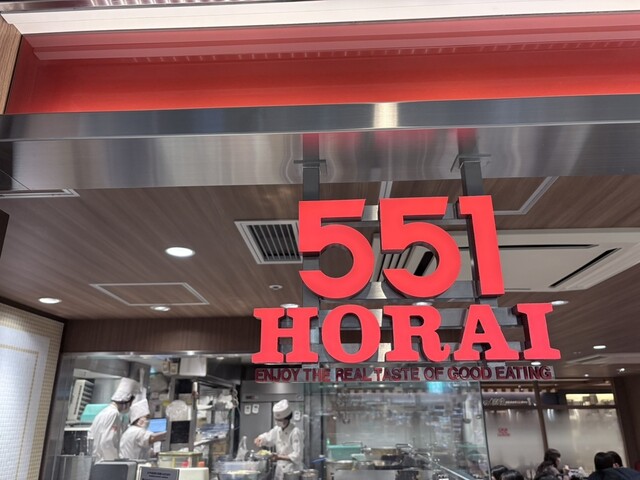 551
HORAI
ENJOY THE REAL TASTE OF GOOD EATING